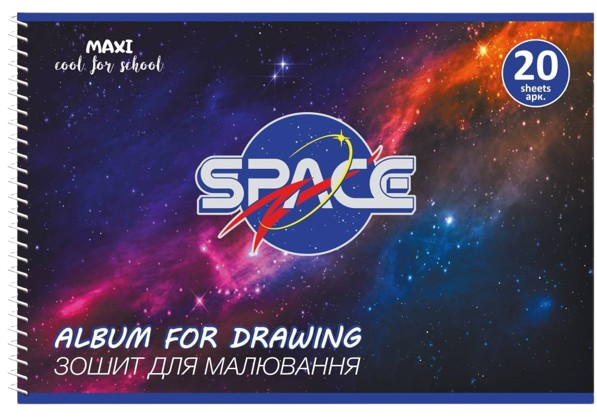 MAXI
cool for school
20
sheets
арк.
SPACE
ALBUM FOR DRAWING
ЗОШИТ ДЛЯ МАЛЮВАННЯ